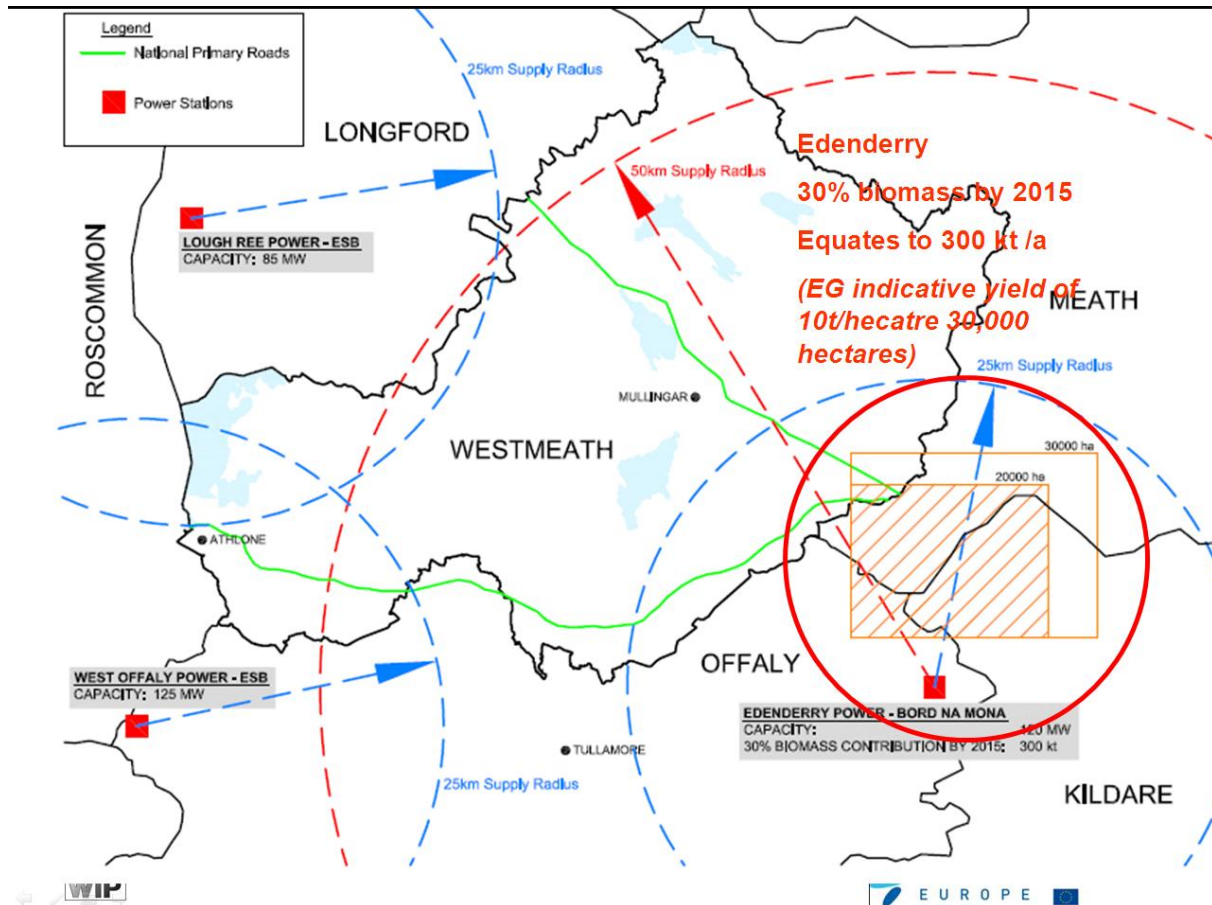 Legend
National Primary Roads
Power Stations
25km Supply Radius
LONGFORD
ROSCOMMON
LOUGH REE POWER - ESB
CAPACITY: 85 MW
50km Supply Radius
Edenderry
30% biomass by 2015
Equates to 300 kt /a
(EG indicative yield of
10t/hecatre 30,000
hectares)
MEATH
25km Supply Radius
MULLINGAR
WESTMEATH
30000 ha
20000 ha
ATHLONE
OFFALY
WEST OFFALY POWER - ESB
CAPACITY: 125 MW
EDENDERRY POWER - BORD NA MONA
CAPACITY: 120 MW
30% BIOMASS CONTRIBUTION BY 2015: 300 kt
TULLAMORE
25km Supply Radius
KILDARE
WIP
EUROPE